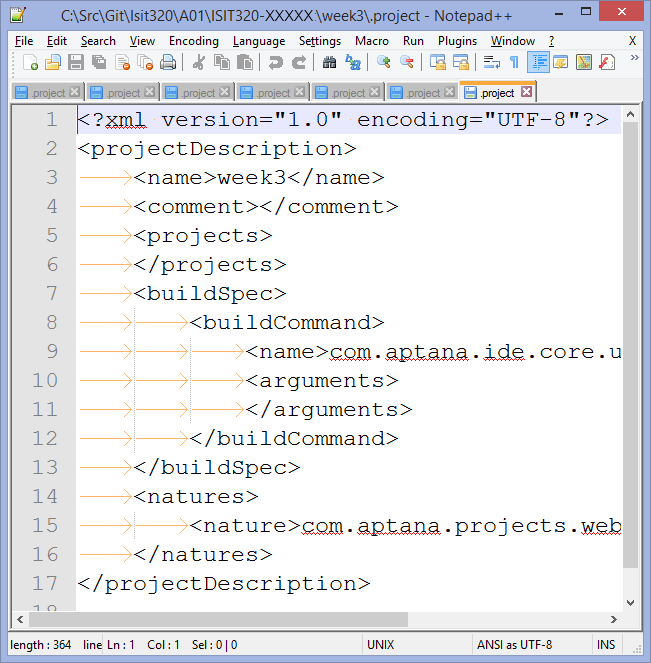 C:\Src\Git\Isit320\A01\ISIT320-XXXXX\week3\.project - Notepad++
File Edit Search View Encoding Language Settings Macro Run Plugins Window ? X
.project .project .project .project .project .project .project
1 <?xml version="1.0" encoding="UTF-8"?>
2 <projectDescription>
3 <name>week3</name>
4 <comment></comment>
5 <projects>
6 </projects>
7 <buildSpec>
8 <buildCommand>
9 <name>com.aptana.ide.core.u
10 <arguments>
11 </arguments>
12 </buildCommand>
13 </buildSpec>
14 <natures>
15 <nature>com.aptana.projects.web
16 </natures>
17 </projectDescription>
18
length : 364 line Ln : 1 Col : 1 Sel : 0 | 0 UNIX ANSI as UTF-8 INS